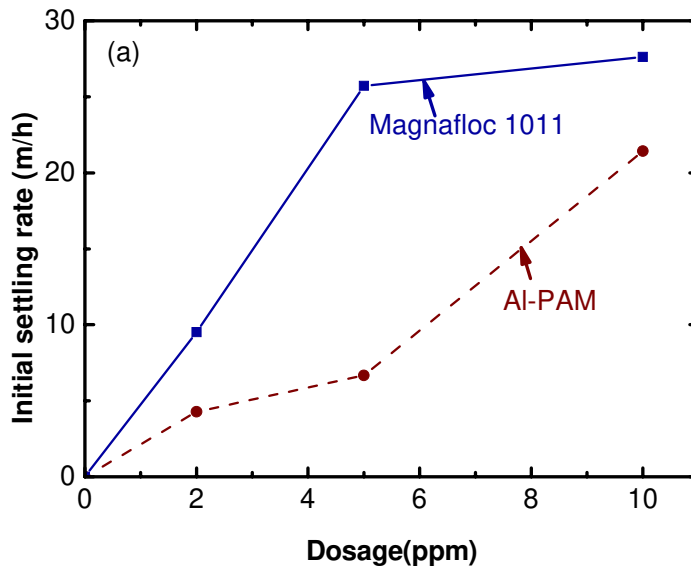 (a)
30
20
10
0
Initial settling rate (m/h)
Magnafloc 1011
Al-PAM
0 2 4 6 8 10
Dosage(ppm)